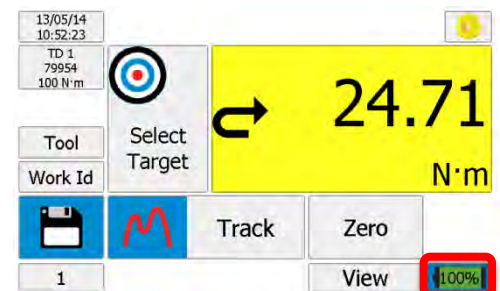 13/05/14
10:52:23
TD 1
79954
100 N·m
Tool
Work Id
Select
Target
24.71
N·m
Track
Zero
1
View
100%